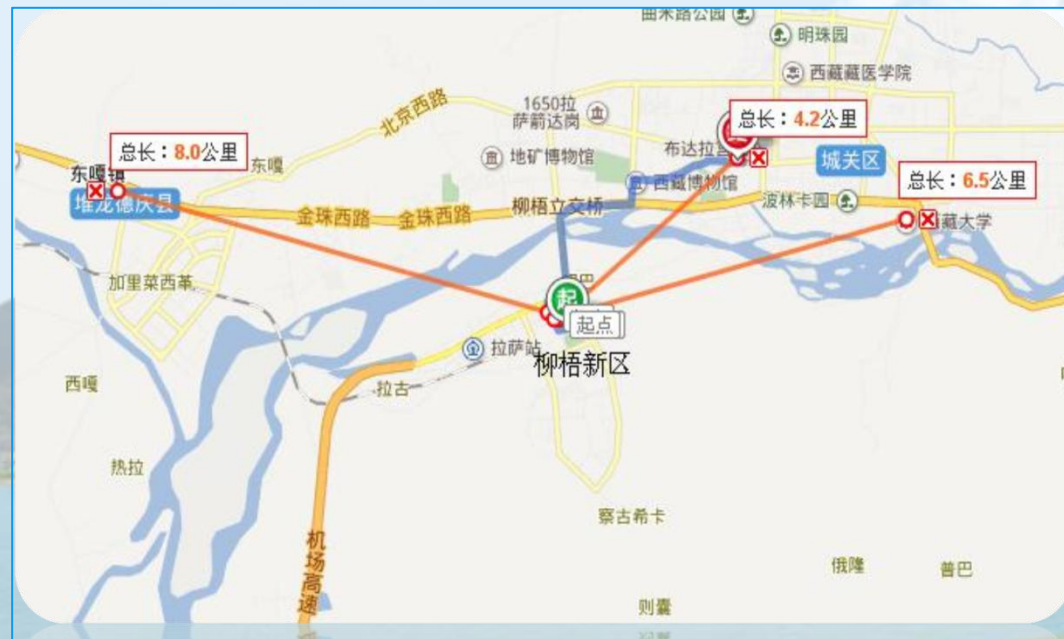 曲米路公园
明珠园
西藏藏医学院
北京西路
1650拉
萨箭达岗
总长：4.2公里
总长：8.0公里
东嘎
地矿博物馆
布达拉宫
城关区
东嘎镇
西藏博物馆
总长：6.5公里
堆龙德庆县
金珠西路
金珠西路
柳梧立交桥
波林卡园
藏大学
加里菜西革
起
起点
拉萨站
柳梧新区
西嘎
拉古
热拉
察古希卡
机场高速
俄隆
普巴
则囊